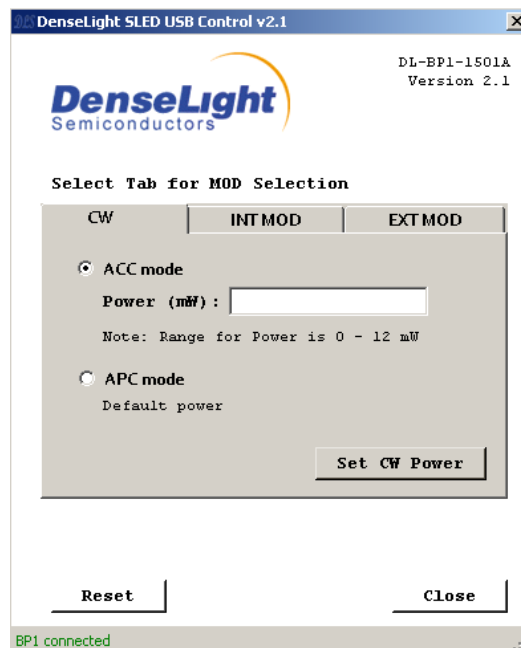 DenseLight SLED USB Control v2.1
DL-BP1-1501A
Version 2.1
DenseLight
Semiconductors
Select Tab for MOD Selection
CW INT MOD EXT MOD
ACC mode
Power (mW):
Note: Range for Power is 0 - 12 mW
APC mode
Default power
Set CW Power
Reset Close
BP1 connected